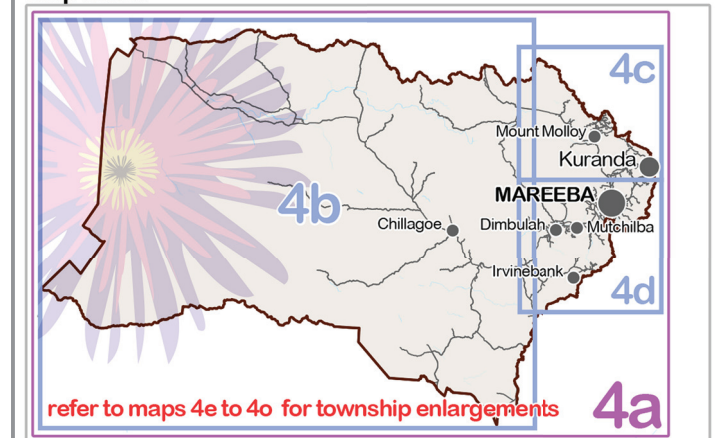 4c
Mount Molloy
Kuranda
MAREEBA
4b
Chillagoe
Dimbulah
Mutchilba
Irvinebank
4d
refer to maps 4e to 4o for township enlargements
4a